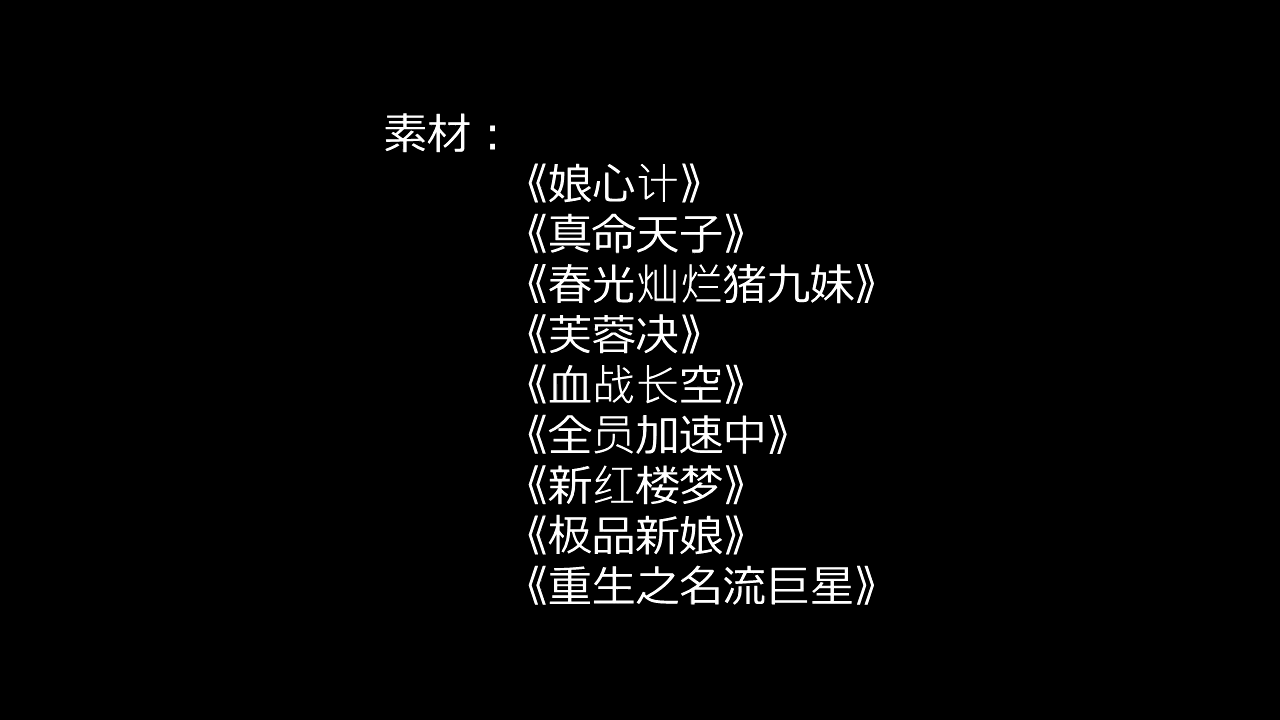 素材：
《娘心计》
《真命天子》
《春光灿烂猪九妹》
《芙蓉决》
《血战长空》
《全员加速中》
《新红楼梦》
《极品新娘》
《重生之名流巨星》